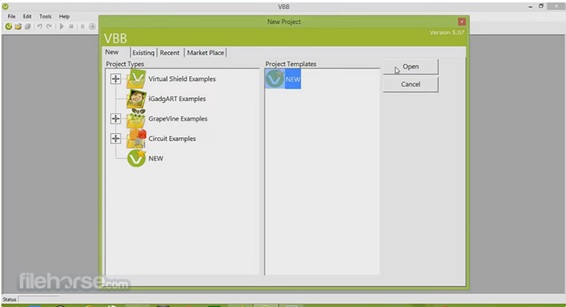 VBB
File Edit Tools Help
New Project
VBB
Version 5.07
New Existing Recent Market Place
Project Types
Project Templates
Virtual Shield Examples
iGadgART Examples
GrapeVine Examples
Circuit Examples
NEW
NEW
Open
Cancel
filehorse.com
Status